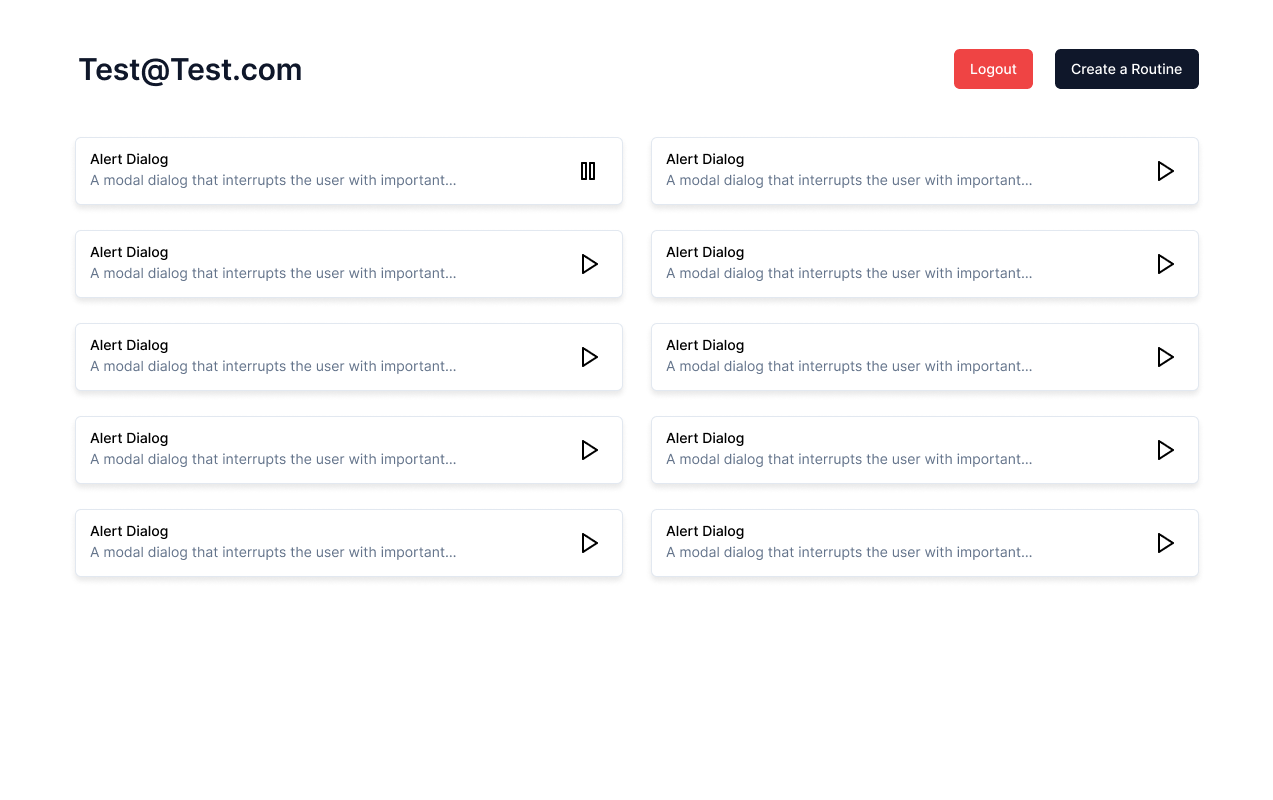 Test@Test.com
Logout
Create a Routine
Alert Dialog
A modal dialog that interrupts the user with important...
Alert Dialog
A modal dialog that interrupts the user with important...
Alert Dialog
A modal dialog that interrupts the user with important...
Alert Dialog
A modal dialog that interrupts the user with important...
Alert Dialog
A modal dialog that interrupts the user with important...
Alert Dialog
A modal dialog that interrupts the user with important...
Alert Dialog
A modal dialog that interrupts the user with important...
Alert Dialog
A modal dialog that interrupts the user with important...
Alert Dialog
A modal dialog that interrupts the user with important...
Alert Dialog
A modal dialog that interrupts the user with important...